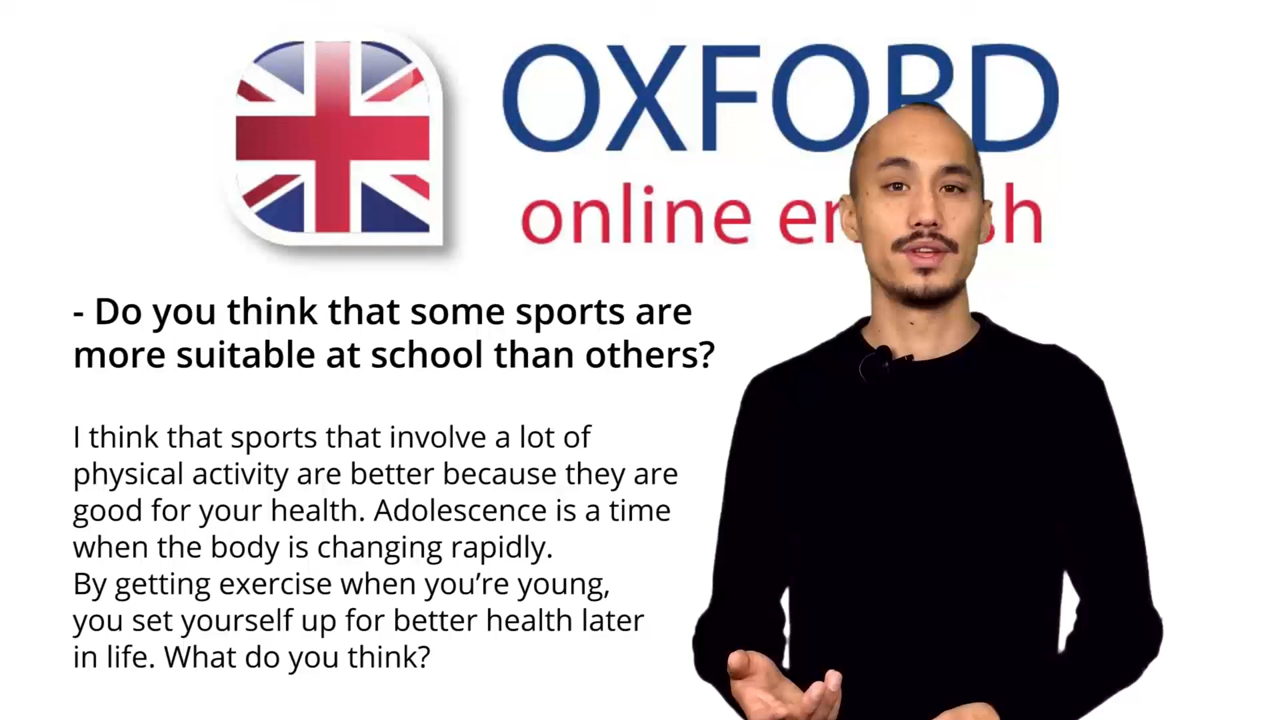 OXFORD
online english
- Do you think that some sports are
more suitable at school than others?
I think that sports that involve a lot of
physical activity are better because they are
good for your health. Adolescence is a time
when the body is changing rapidly.
By getting exercise when you're young,
you set yourself up for better health later
in life. What do you think?